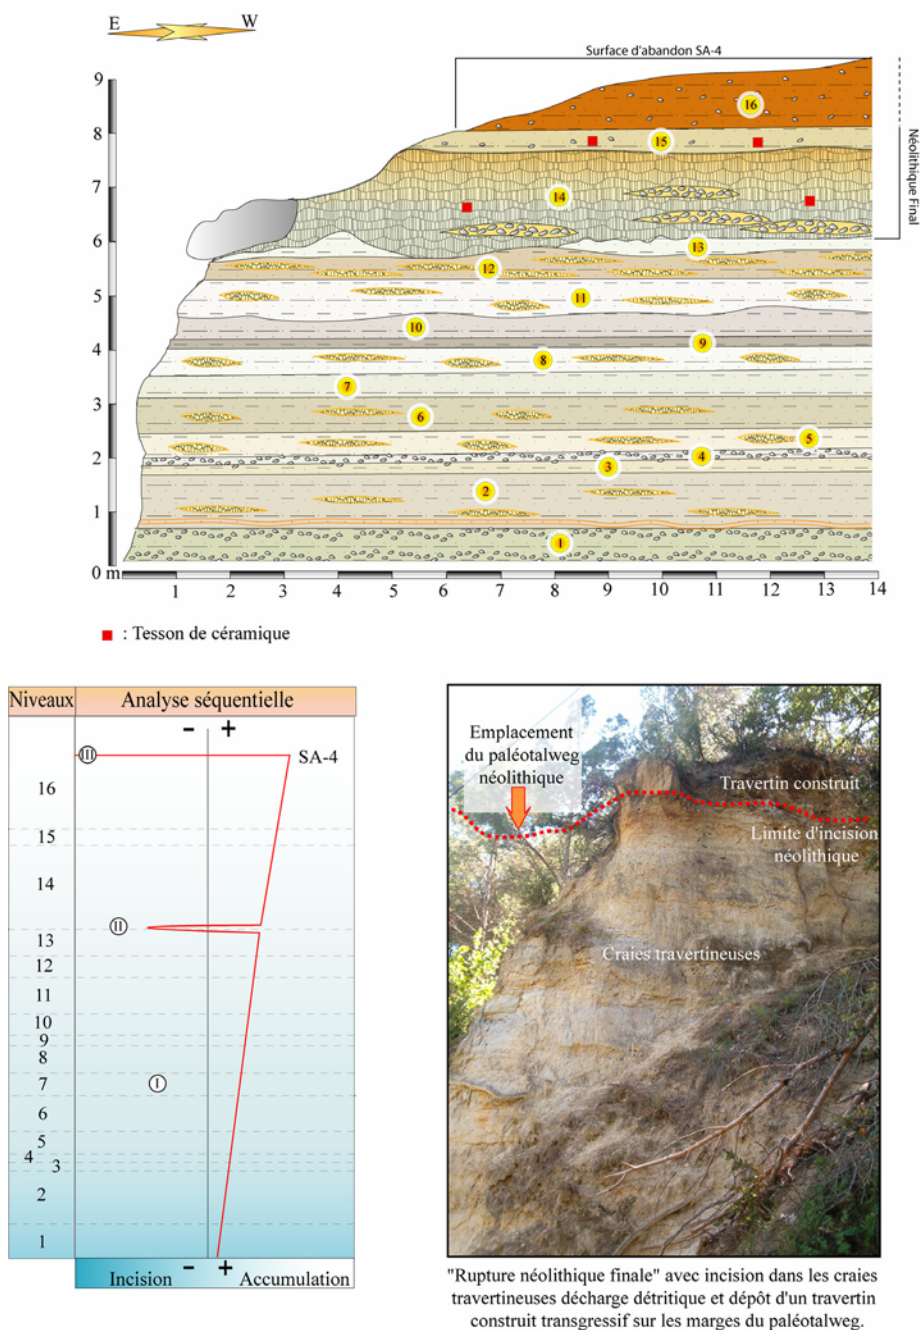 E W
Surface d'abandon SA-4
9
8
7
6
5
4
3
2
1
0 m
16
15
14
13
12
11
10
9
8
7
6
5
4
3
2
1
Néolithique Final
1 2 3 4 5 6 7 8 9 10 11 12 13 14
: Tesson de céramique
Niveaux Analyse séquentielle
- +
III SA-4
16
15
14
II
13
12
11
10
9
8
7 I
6
5
4
3
2
1
- +
Incision Accumulation
Emplacement
du paléotalweg
néolithique
Travertin construit
Limite d'incision
néolithique
Craies travertineuses
"Rupture néolithique finale" avec incision dans les craies
travertineuses décharge détritique et dépôt d'un travertin
construit transgressif sur les marges du paléotalweg.